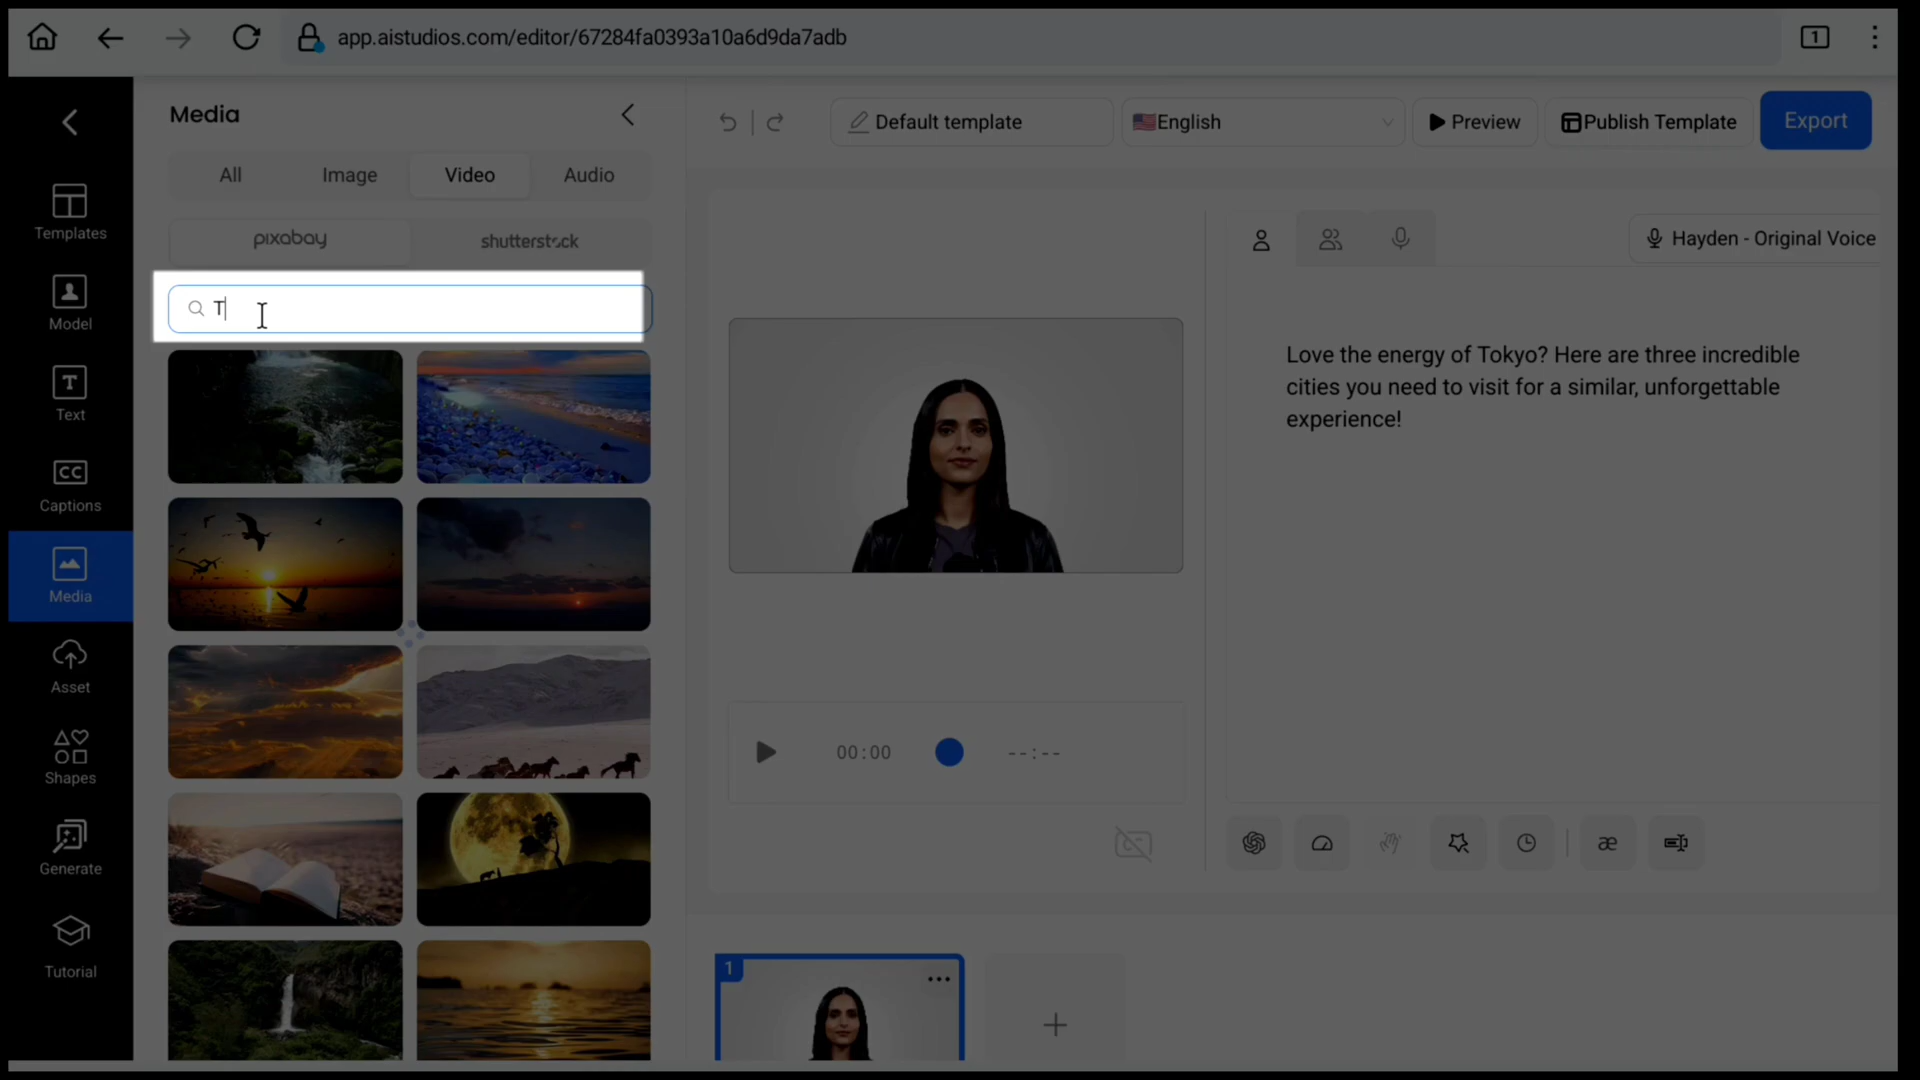 app.aistudios.com/editor/67284fa0393a10a6d9da7adb
1
Media
All
Image
Video
Audio
pixabay
shutterstock
T
Templates
Model
T
Text
CC
Captions
Media
Asset
Shapes
Generate
Tutorial
Default template
English
Preview
Publish Template
Export
Hayden - Original Voice
Love the energy of Tokyo? Here are three incredible
cities you need to visit for a similar, unforgettable
experience!
00:00
--:--
æ
1